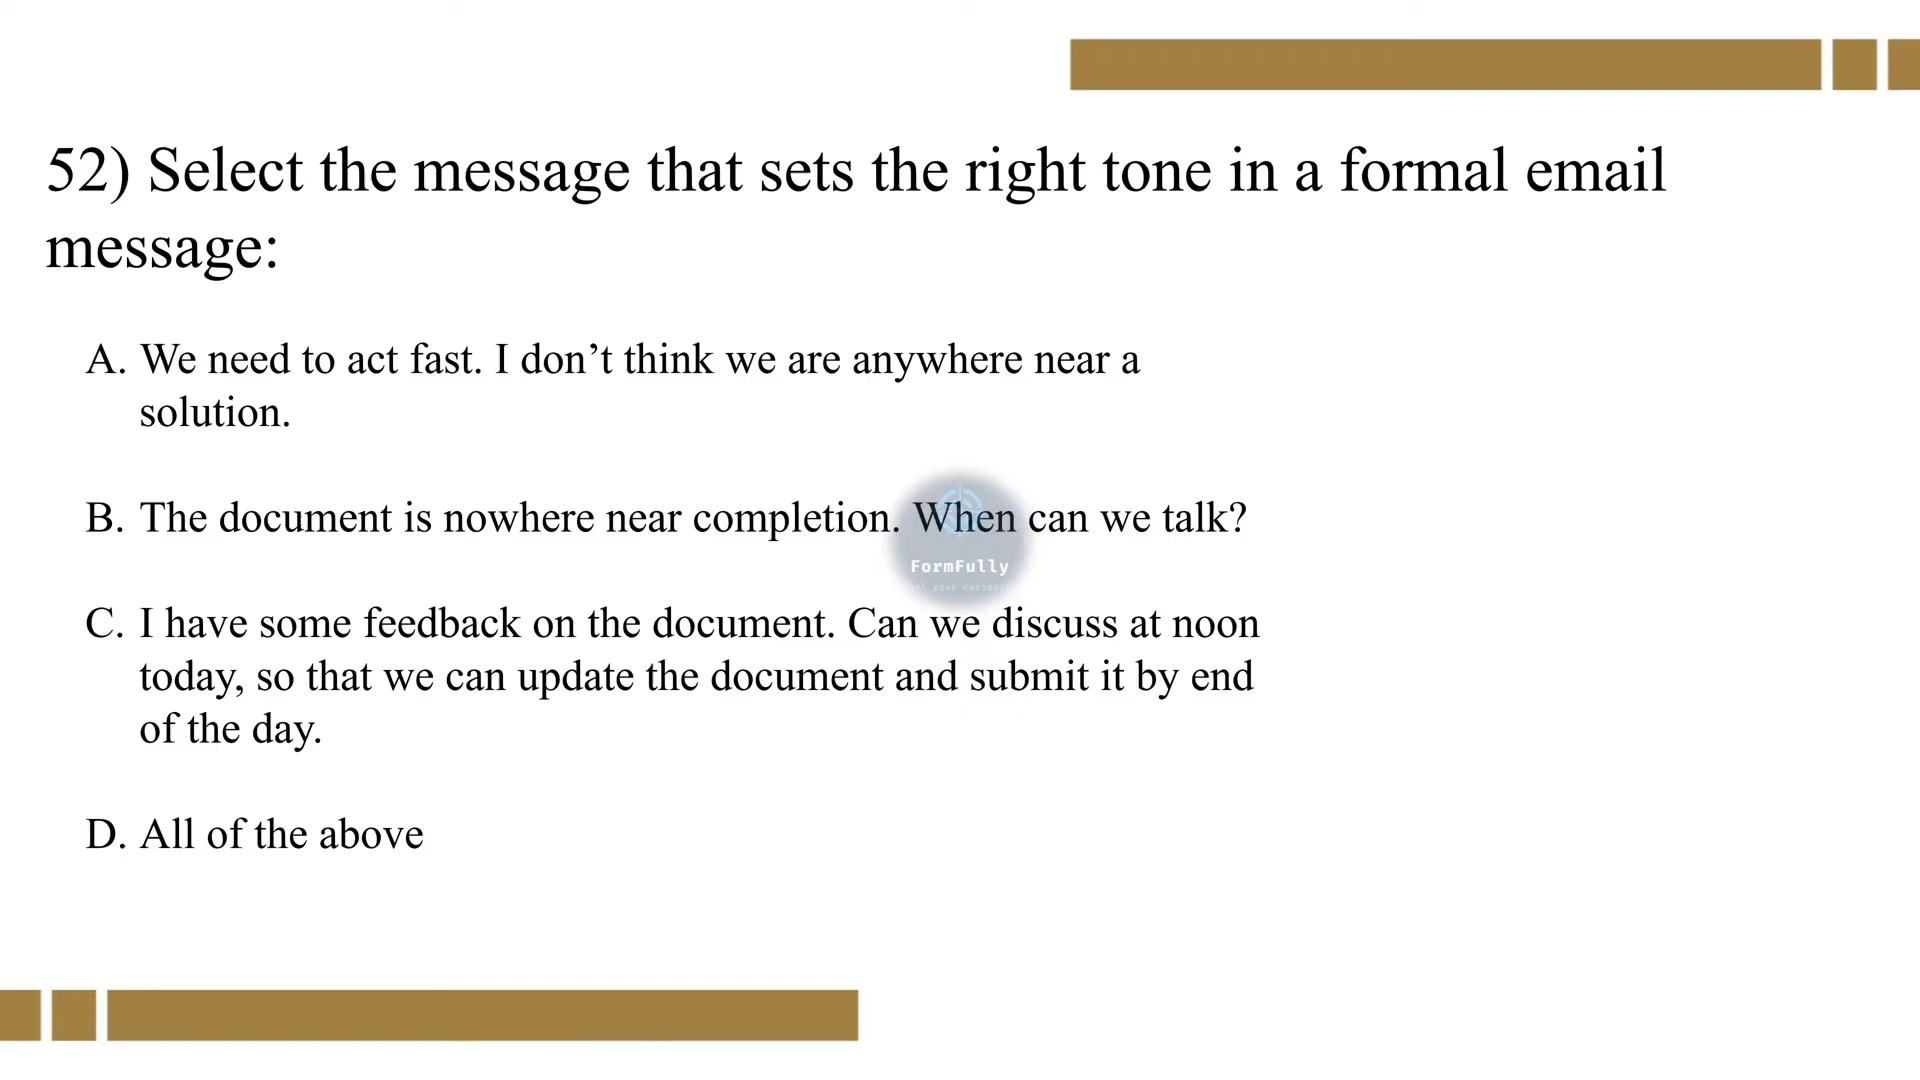 52) Select the message that sets the right tone in a formal email
message:
A. We need to act fast. I don’t think we are anywhere near a
solution.
B. The document is nowhere near completion. When can we talk?
FormFully
C. I have some feedback on the document. Can we discuss at noon
today, so that we can update the document and submit it by end
of the day.
D. All of the above